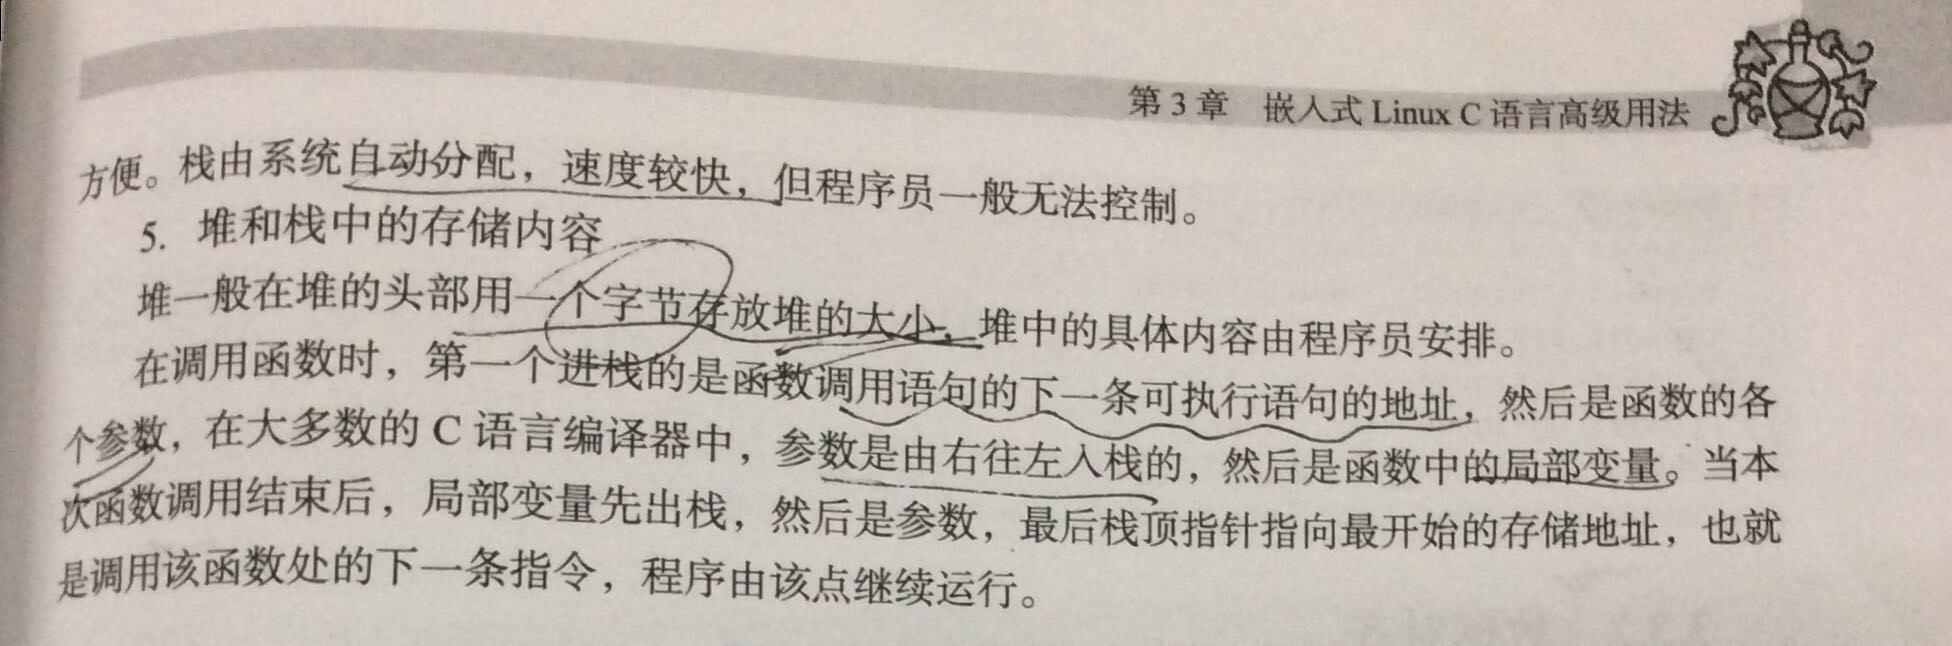 第 3 章 嵌入式 Linux C 语言高级用法
方便。栈由系统自动分配，速度较快，但程序员一般无法控制。
5. 堆和栈中的存储内容
堆一般在堆的头部用一个字节存放堆的大小，堆中的具体内容由程序员安排。
在调用函数时，第一个进栈的是函数调用语句的下一条可执行语句的地址，然后是函数的各
个参数，在大多数的 C 语言编译器中，参数是由右往左入栈的，然后是函数中的局部变量。当本
次函数调用结束后，局部变量先出栈，然后是参数，最后栈顶指针指向最开始的存储地址，也就
是调用该函数处的下一条指令，程序由该点继续运行。